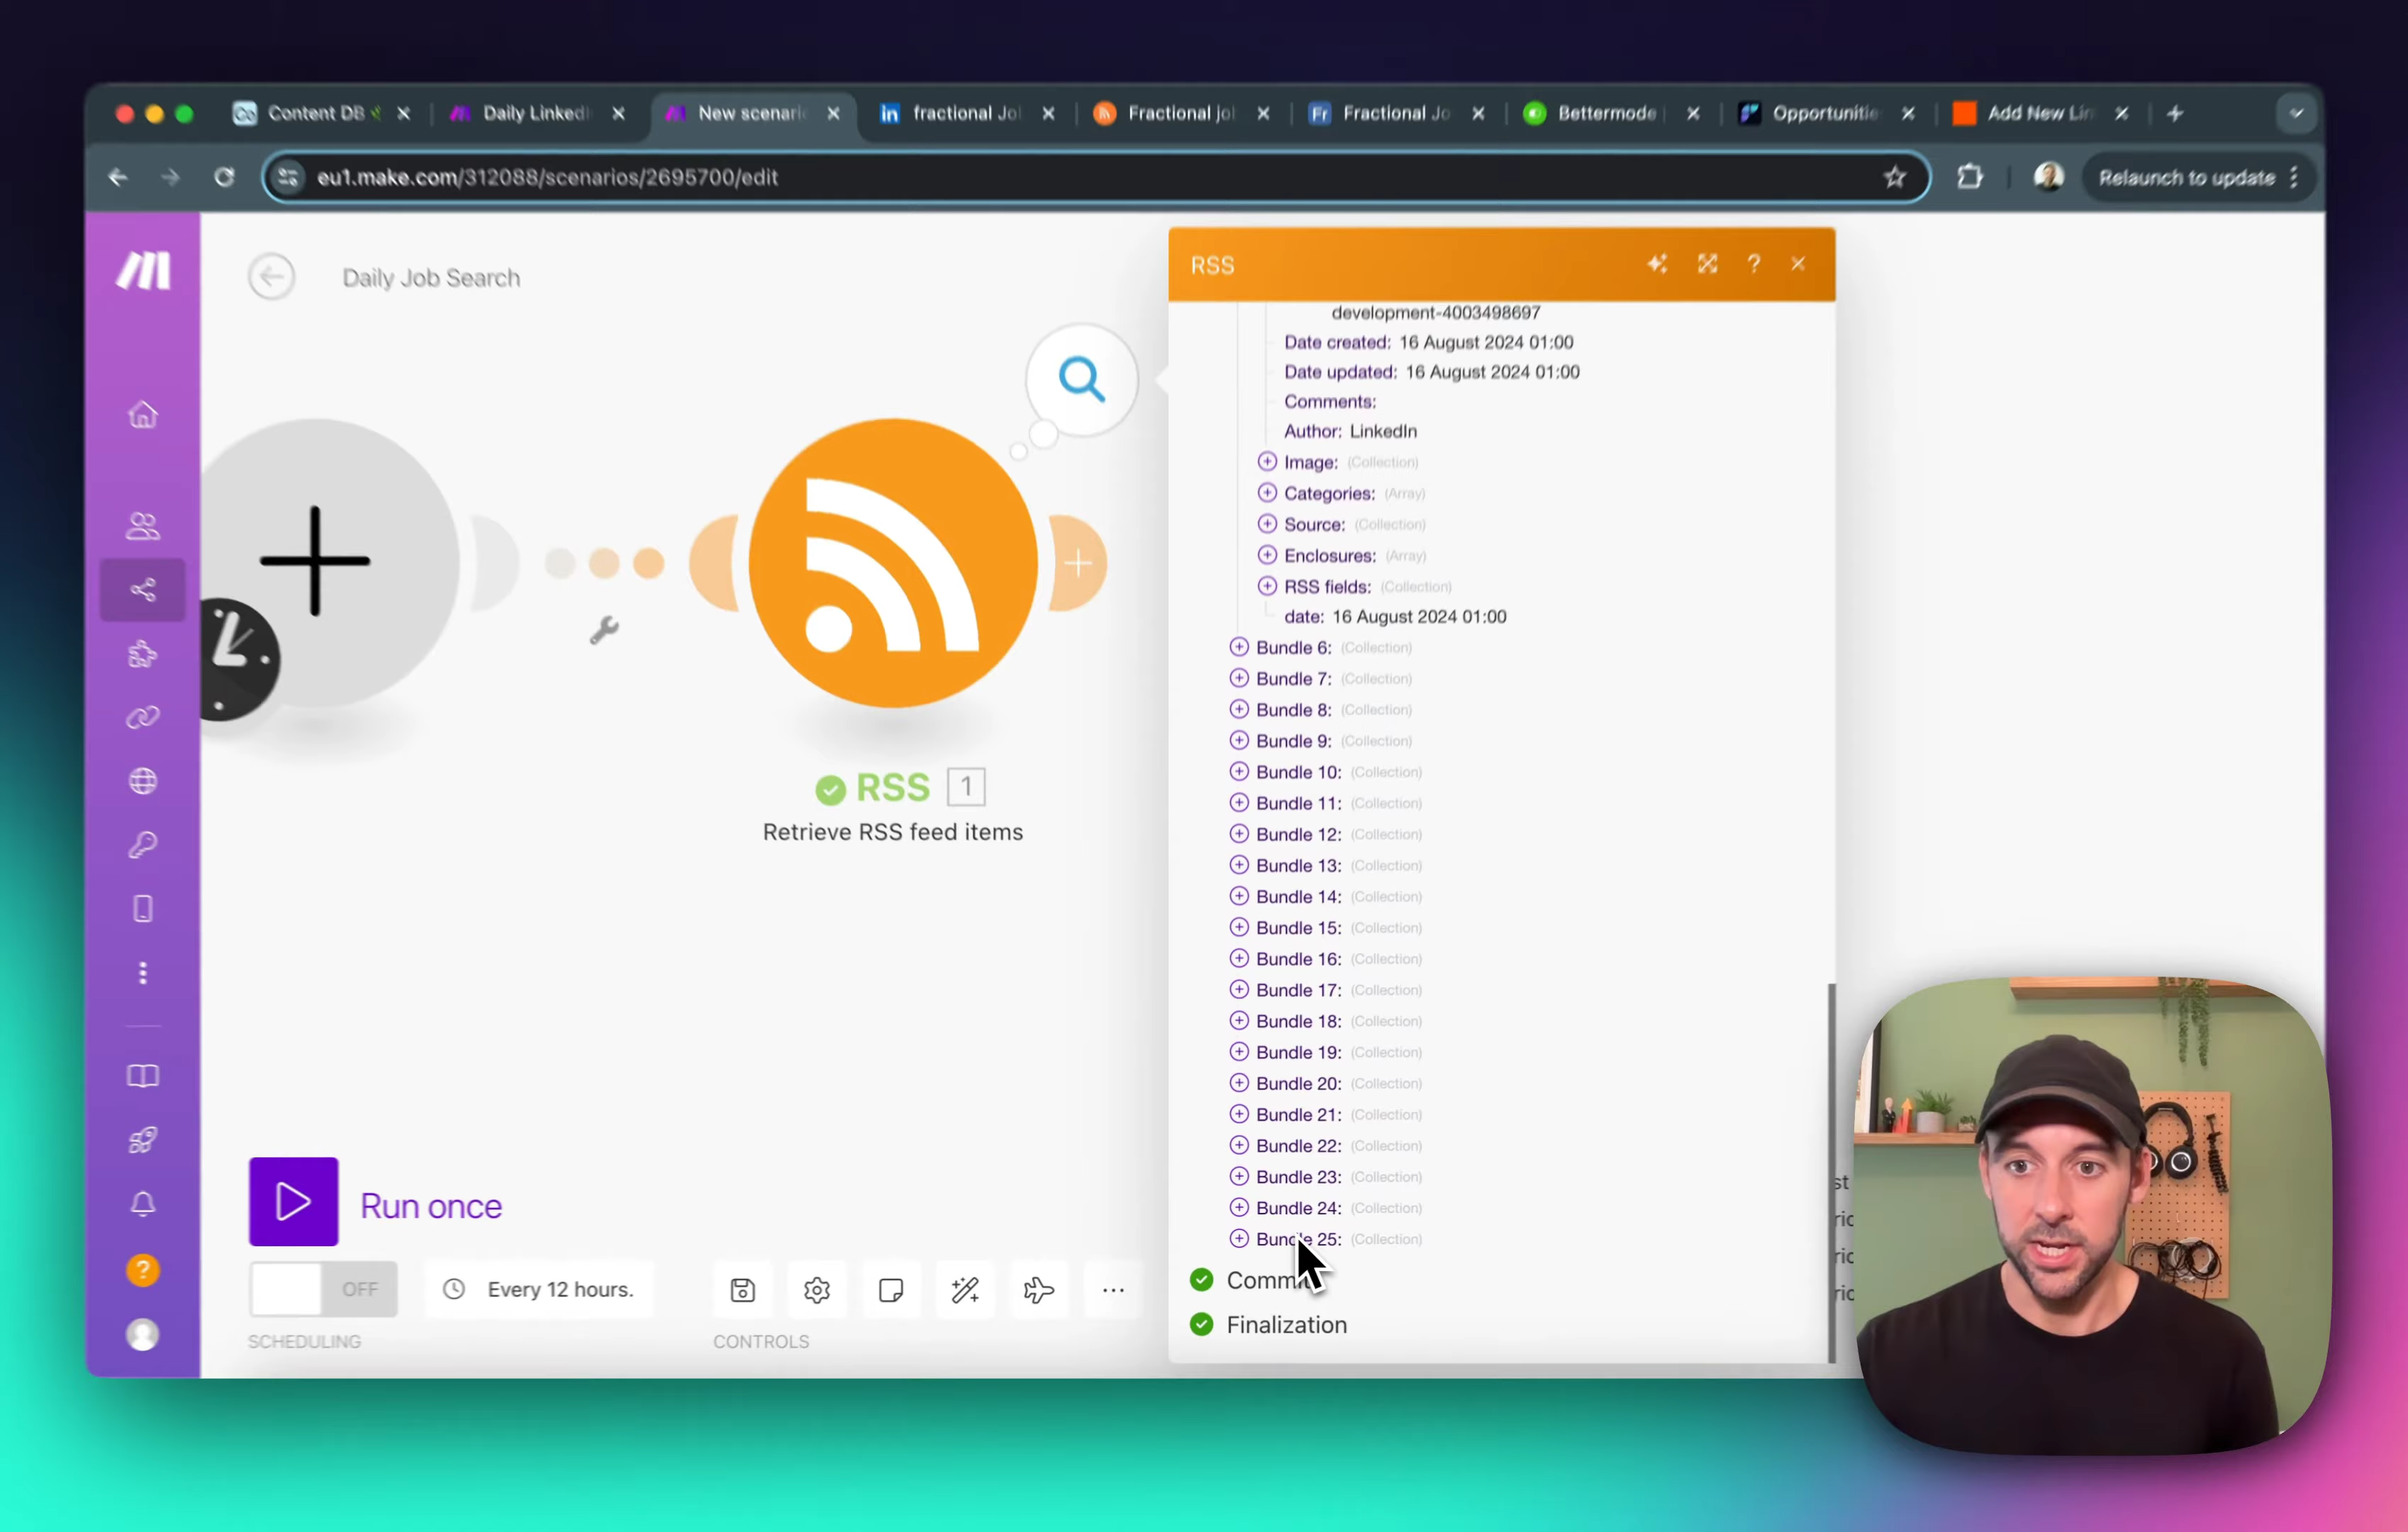 Content DB
Daily LinkedI
New scenari
fractional Jo
Fractional jo
Fractional Jo
Bettermode
Opportunitie
Add New Lin
eu1.make.com/312088/scenarios/2695700/edit
Relaunch to update
Daily Job Search
RSS
development-4003498697
Date created: 16 August 2024 01:00
Date updated: 16 August 2024 01:00
Comments:
Author: LinkedIn
Image: (Collection)
Categories: (Array)
Source: (Collection)
Enclosures: (Array)
RSS fields: (Collection)
date: 16 August 2024 01:00
Bundle 6: (Collection)
Bundle 7: (Collection)
Bundle 8: (Collection)
Bundle 9: (Collection)
Bundle 10: (Collection)
Bundle 11: (Collection)
Bundle 12: (Collection)
Bundle 13: (Collection)
Bundle 14: (Collection)
Bundle 15: (Collection)
Bundle 16: (Collection)
Bundle 17: (Collection)
Bundle 18: (Collection)
Bundle 19: (Collection)
Bundle 20: (Collection)
Bundle 21: (Collection)
Bundle 22: (Collection)
Bundle 23: (Collection)
Bundle 24: (Collection)
Bundle 25: (Collection)
Commi
Finalization
RSS 1
Retrieve RSS feed items
Run once
OFF
Every 12 hours.
SCHEDULING
CONTROLS